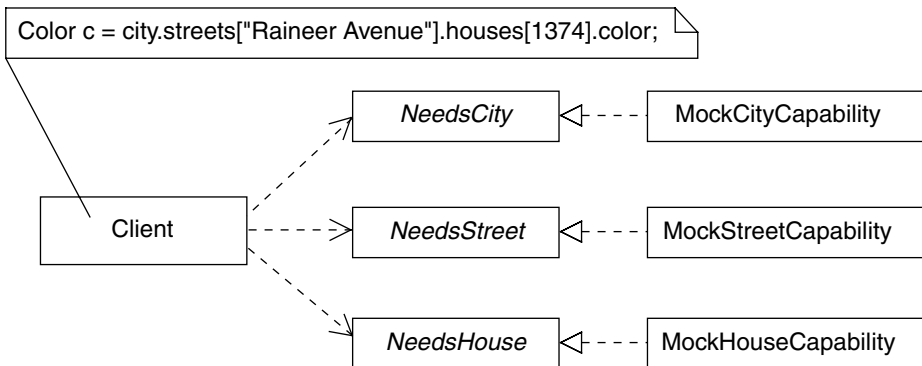 Color c = city.streets["Raineer Avenue"].houses[1374].color;
NeedsCity
MockCityCapability
Client
NeedsStreet
MockStreetCapability
NeedsHouse
MockHouseCapability